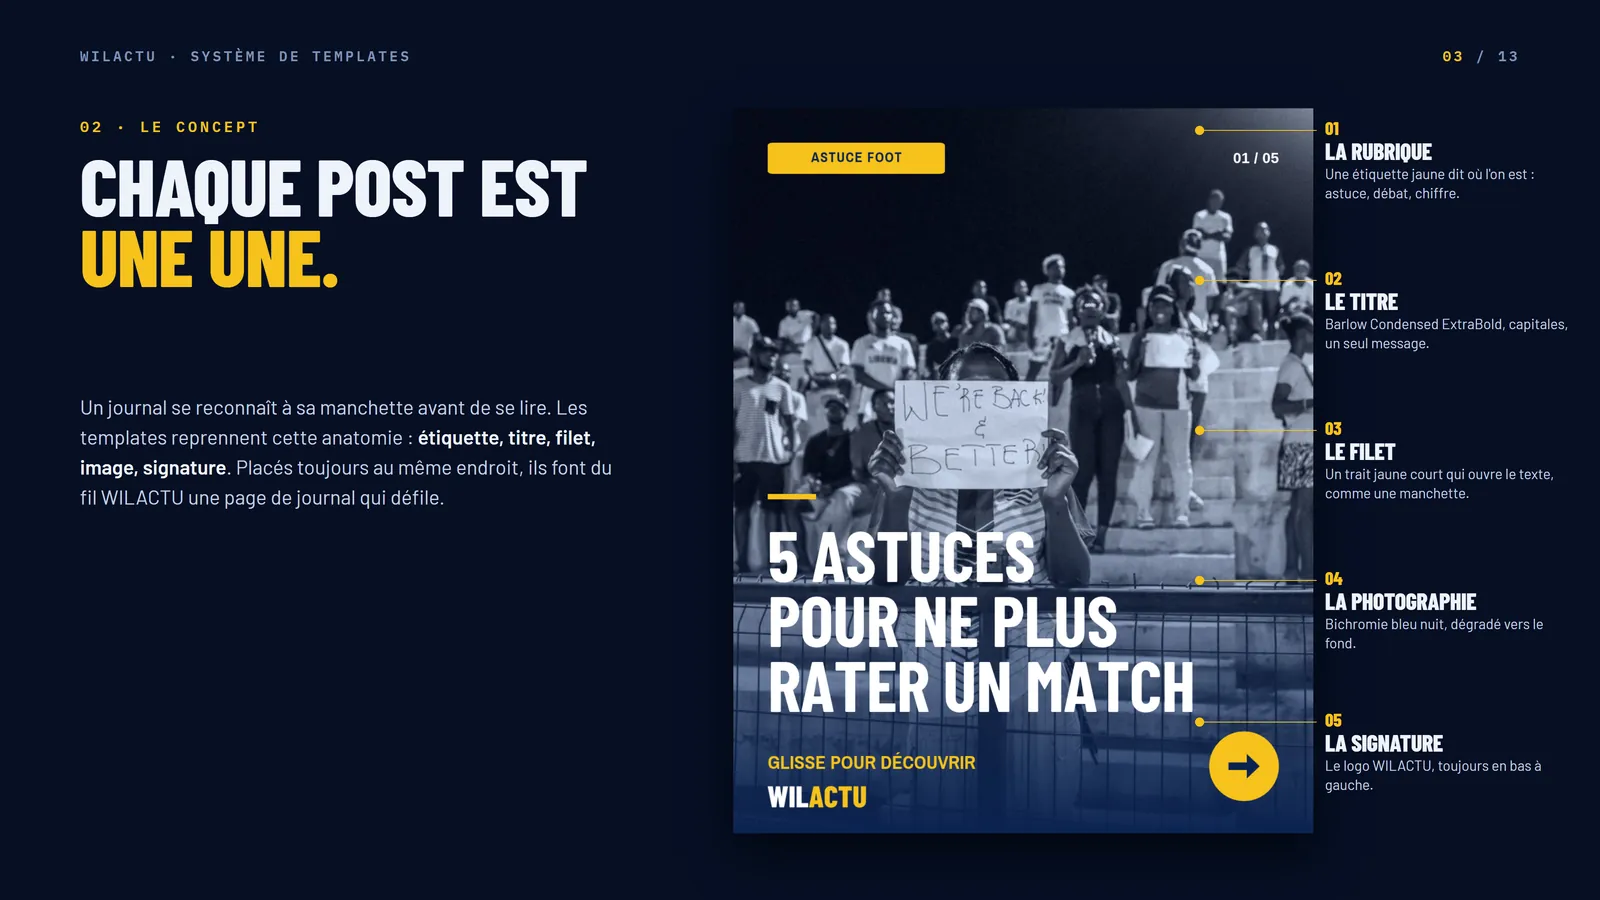 WILACTU · SYSTÈME DE TEMPLATES
03 / 13
02 · LE CONCEPT
CHAQUE POST EST
UNE UNE.
Un journal se reconnaît à sa manchette avant de se lire. Les
templates reprennent cette anatomie : étiquette, titre, filet,
image, signature. Placés toujours au même endroit, ils font du
fil WILACTU une page de journal qui défile.
ASTUCE FOOT
01 / 05
LIBERIA
WE'RE BACK!
&
BETTER
5 ASTUCES
POUR NE PLUS
RATER UN MATCH
GLISSE POUR DÉCOUVRIR
WILACTU
01
LA RUBRIQUE
Une étiquette jaune dit où l'on est :
astuce, débat, chiffre.
02
LE TITRE
Barlow Condensed ExtraBold, capitales,
un seul message.
03
LE FILET
Un trait jaune court qui ouvre le texte,
comme une manchette.
04
LA PHOTOGRAPHIE
Bichromie bleu nuit, dégradé vers le
fond.
05
LA SIGNATURE
Le logo WILACTU, toujours en bas à
gauche.